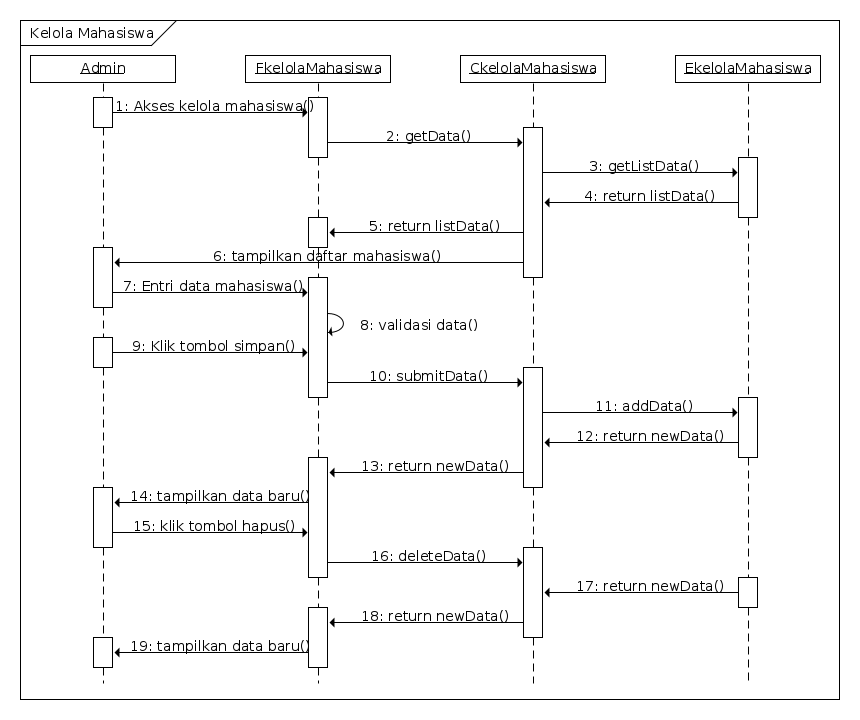 Kelola Mahasiswa
Admin
FkelolaMahasiswa
CkelolaMahasiswa
EkelolaMahasiswa
1: Akses kelola mahasiswa()
2: getData()
3: getListData()
4: return listData()
5: return listData()
6: tampilkan daftar mahasiswa()
7: Entri data mahasiswa()
8: validasi data()
9: Klik tombol simpan()
10: submitData()
11: addData()
12: return newData()
13: return newData()
14: tampilkan data baru()
15: klik tombol hapus()
16: deleteData()
17: return newData()
18: return newData()
19: tampilkan data baru()